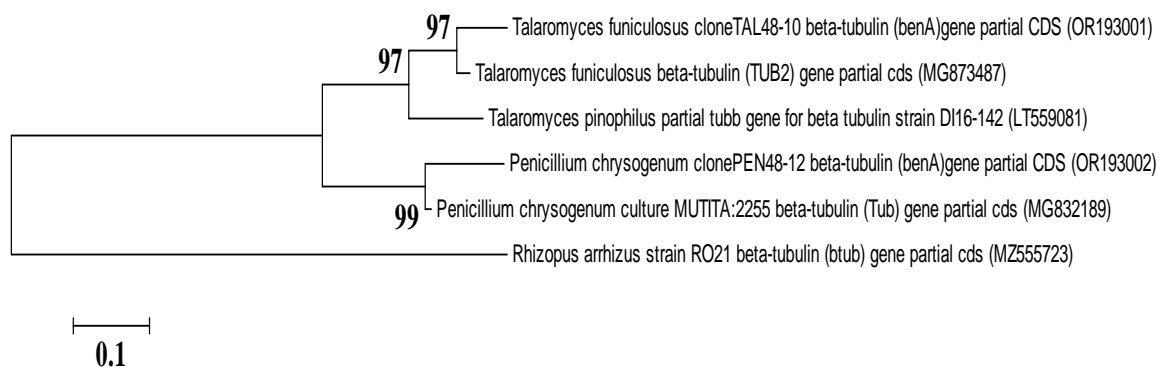 97
Talaromyces funiculosus cloneTAL48-10 beta-tubulin (benA)gene partial CDS (OR193001)
97
Talaromyces funiculosus beta-tubulin (TUB2) gene partial cds (MG873487)
Talaromyces pinophilus partial tubb gene for beta tubulin strain DI16-142 (LT559081)
Penicillium chrysogenum clonePEN48-12 beta-tubulin (benA)gene partial CDS (OR193002)
99
Penicillium chrysogenum culture MUTITA:2255 beta-tubulin (Tub) gene partial cds (MG832189)
Rhizopus arrhizus strain RO21 beta-tubulin (btub) gene partial cds (MZ555723)
0.1